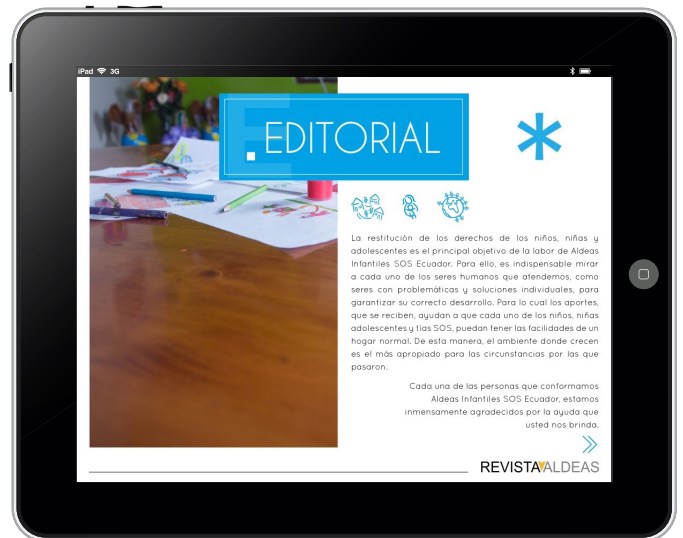 iPad 3G
.EDITORIAL
La restitución de los derechos de los niños, niñas y
adolescentes es el principal objetivo de la labor de Aldeas
Infantiles SOS Ecuador. Para ello, es indispensable mirar
a cada uno de los seres humanos que atendemos, como
seres con problemáticas y soluciones individuales, para
garantizar su correcto desarrollo. Para lo cual los aportes,
que se reciben, ayudan a que cada uno de los niños, niñas
adolescentes y tías SOS, puedan tener las facilidades de un
hogar normal. De esta manera, el ambiente donde crecen
es el más apropiado para las circunstancias por las que
pasaron.
Cada una de las personas que conformamos
Aldeas Infantiles SOS Ecuador, estamos
inmensamente agradecidos por la ayuda que
usted nos brinda.
REVISTA ALDEAS